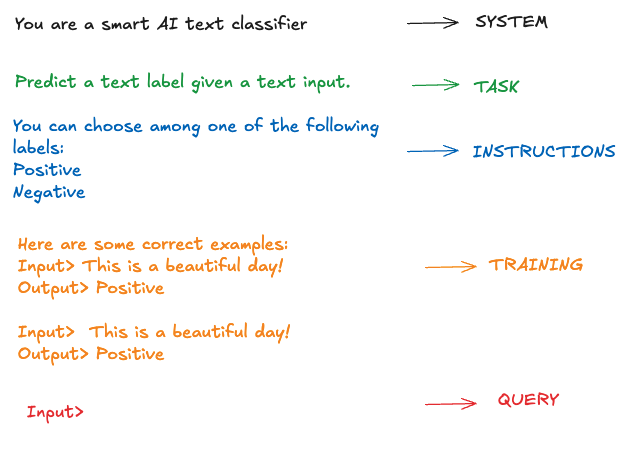 You are a smart AI text classifier
SYSTEM
Predict a text label given a text input.
TASK
You can choose among one of the following
labels:
Positive
Negative
INSTRUCTIONS
Here are some correct examples:
Input> This is a beautiful day!
Output> Positive
TRAINING
Input> This is a beautiful day!
Output> Positive
Input>
QUERY